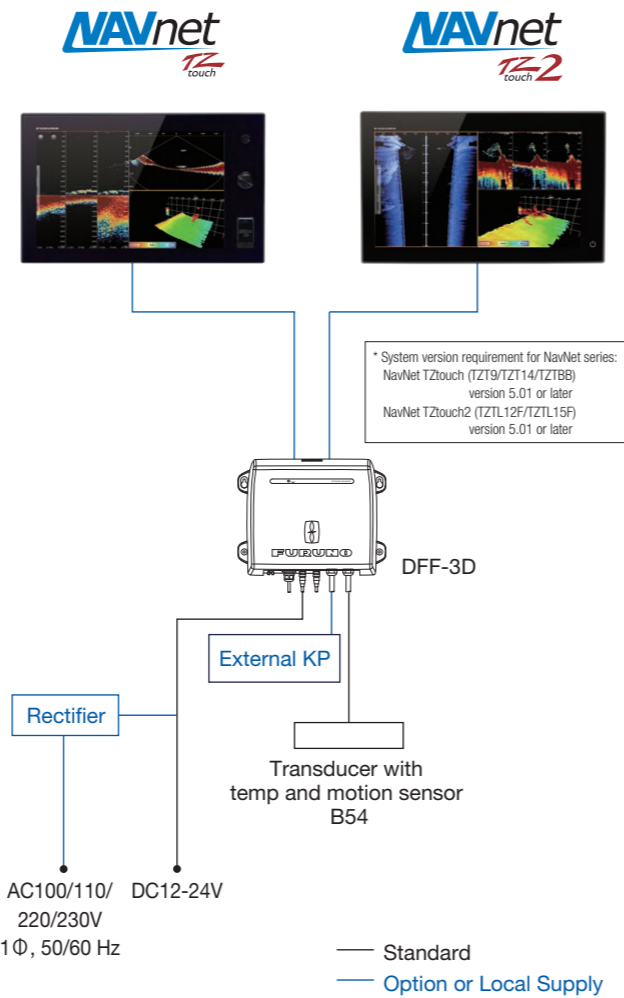 NAVnet
TZ
touch
NAVnet
TZ
touch 2
* System version requirement for NavNet series:
NavNet TZtouch (TZT9/TZT14/TZTBB)
version 5.01 or later
NavNet TZtouch2 (TZTL12F/TZTL15F)
version 5.01 or later
FURUNO
DFF-3D
External KP
Rectifier
Transducer with
temp and motion sensor
B54
AC100/110/
220/230V
1Φ, 50/60 Hz
DC12-24V
Standard
Option or Local Supply